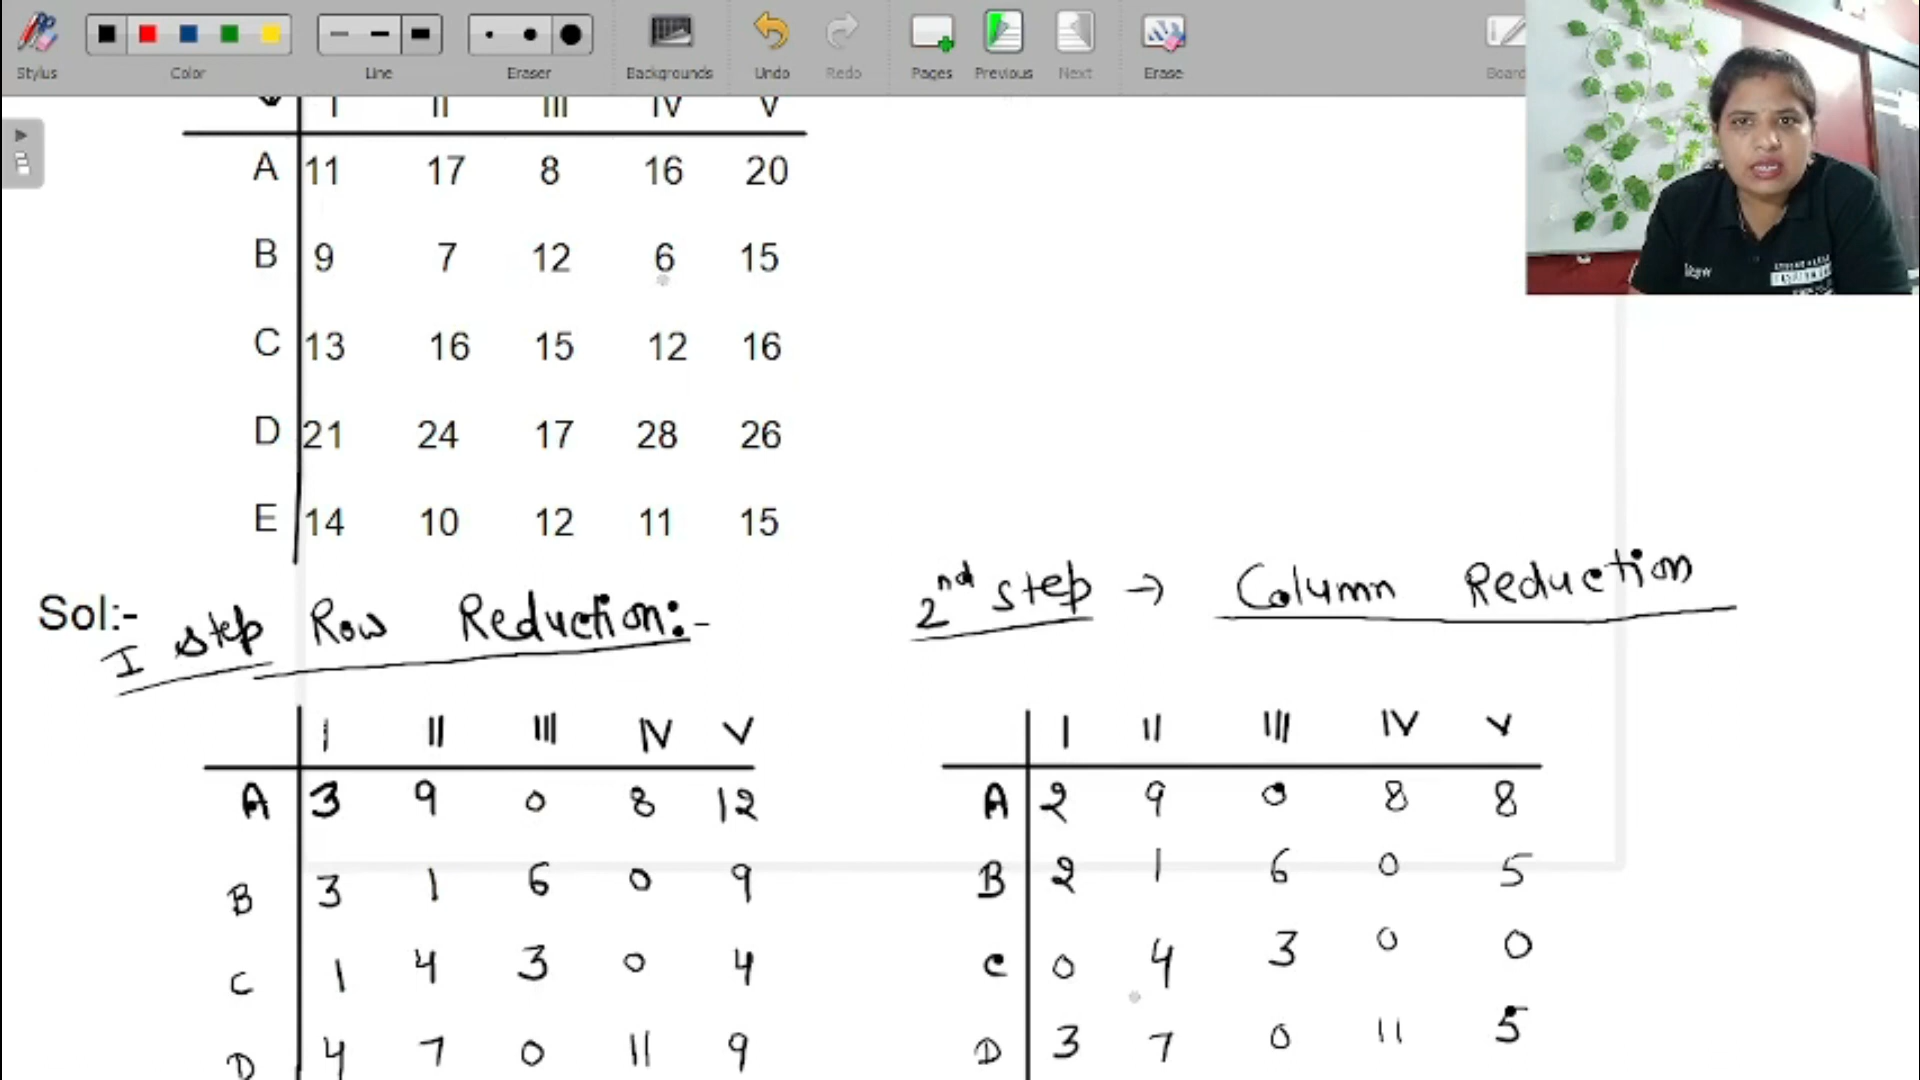 Stylus Color Line Eraser Backgrounds Undo Redo Pages Previous Next Erase Board
I II III IV V
A 11 17 8 16 20
B 9 7 12 6 15
C 13 16 15 12 16
D 21 24 17 28 26
E 14 10 12 11 15
Sol:-
I step Row Reduction:-
I II III IV V
A 3 9 0 8 12
B 3 1 6 0 9
C 1 4 3 0 4
D 4 7 0 11 9
2nd step → Column Reduction
I II III IV V
A 2 9 0 8 8
B 2 1 6 0 5
C 0 4 3 0 0
D 3 7 0 11 5